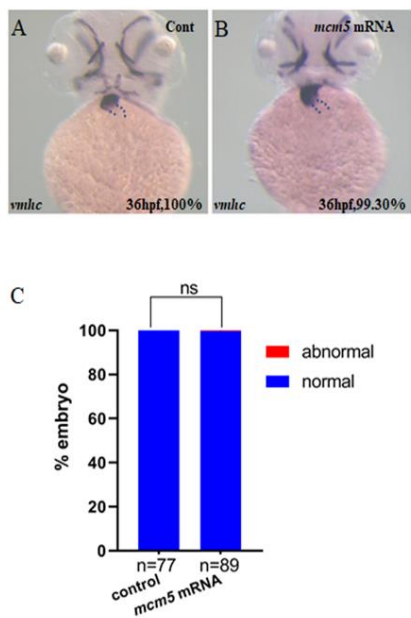 A
Cont
vmhc
36hpf,100%
B
mcm5 mRNA
vmhc
36hpf,99.30%
C
ns
100
80
60
40
20
0
% embryo
n=77
n=89
control
mcm5 mRNA
abnormal
normal